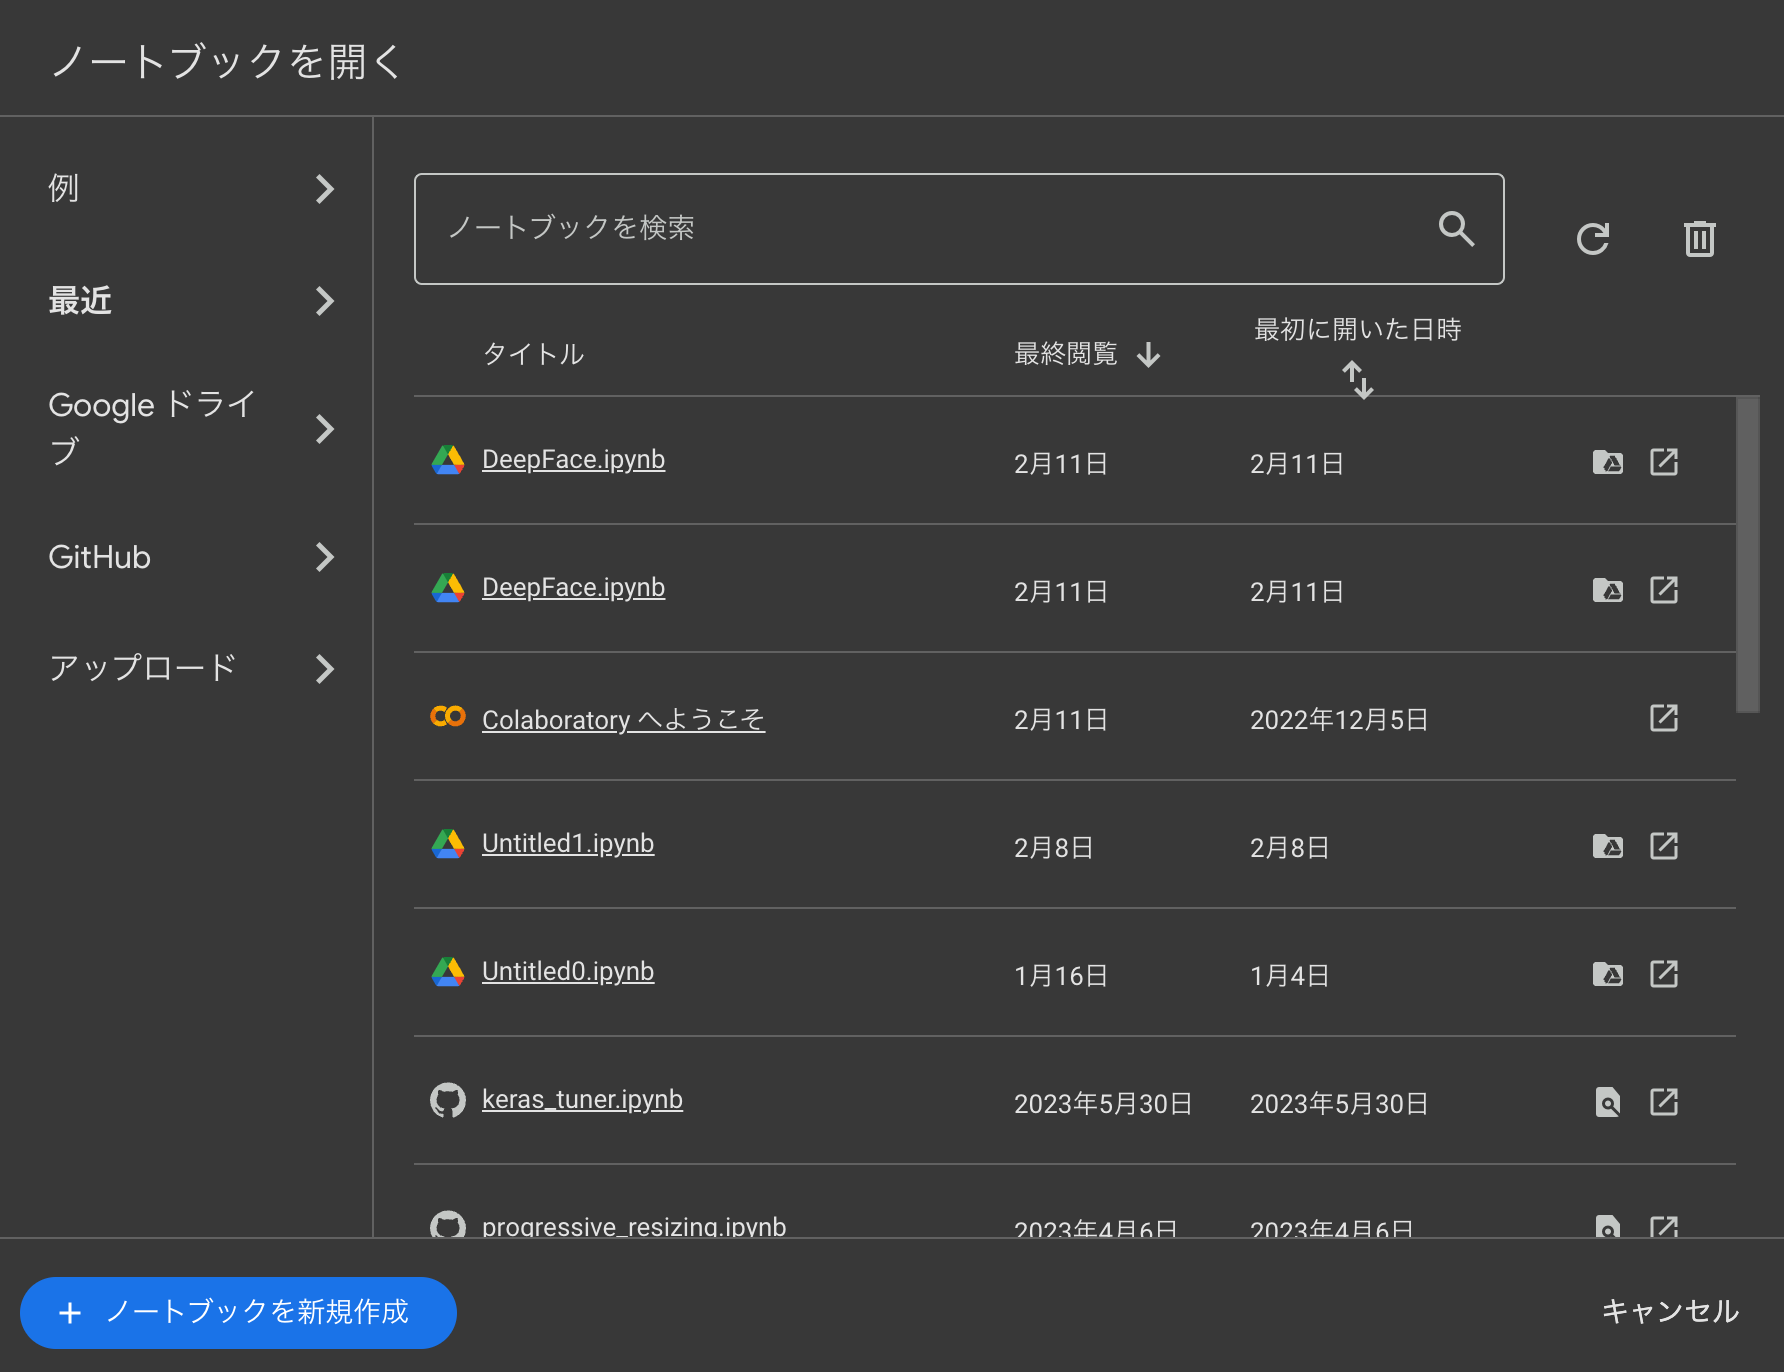 ノートブックを開く
例
最近
Google ドライ
ブ
GitHub
アップロード
ノートブックを検索
タイトル 最終閲覧 最初に開いた日時
DeepFace.ipynb 2月11日 2月11日
DeepFace.ipynb 2月11日 2月11日
Colaboratory へようこそ 2月11日 2022年12月5日
Untitled1.ipynb 2月8日 2月8日
Untitled0.ipynb 1月16日 1月4日
keras_tuner.ipynb 2023年5月30日 2023年5月30日
progressive_resizing.ipynb 2023年4月6日 2023年4月6日
+ ノートブックを新規作成
キャンセル